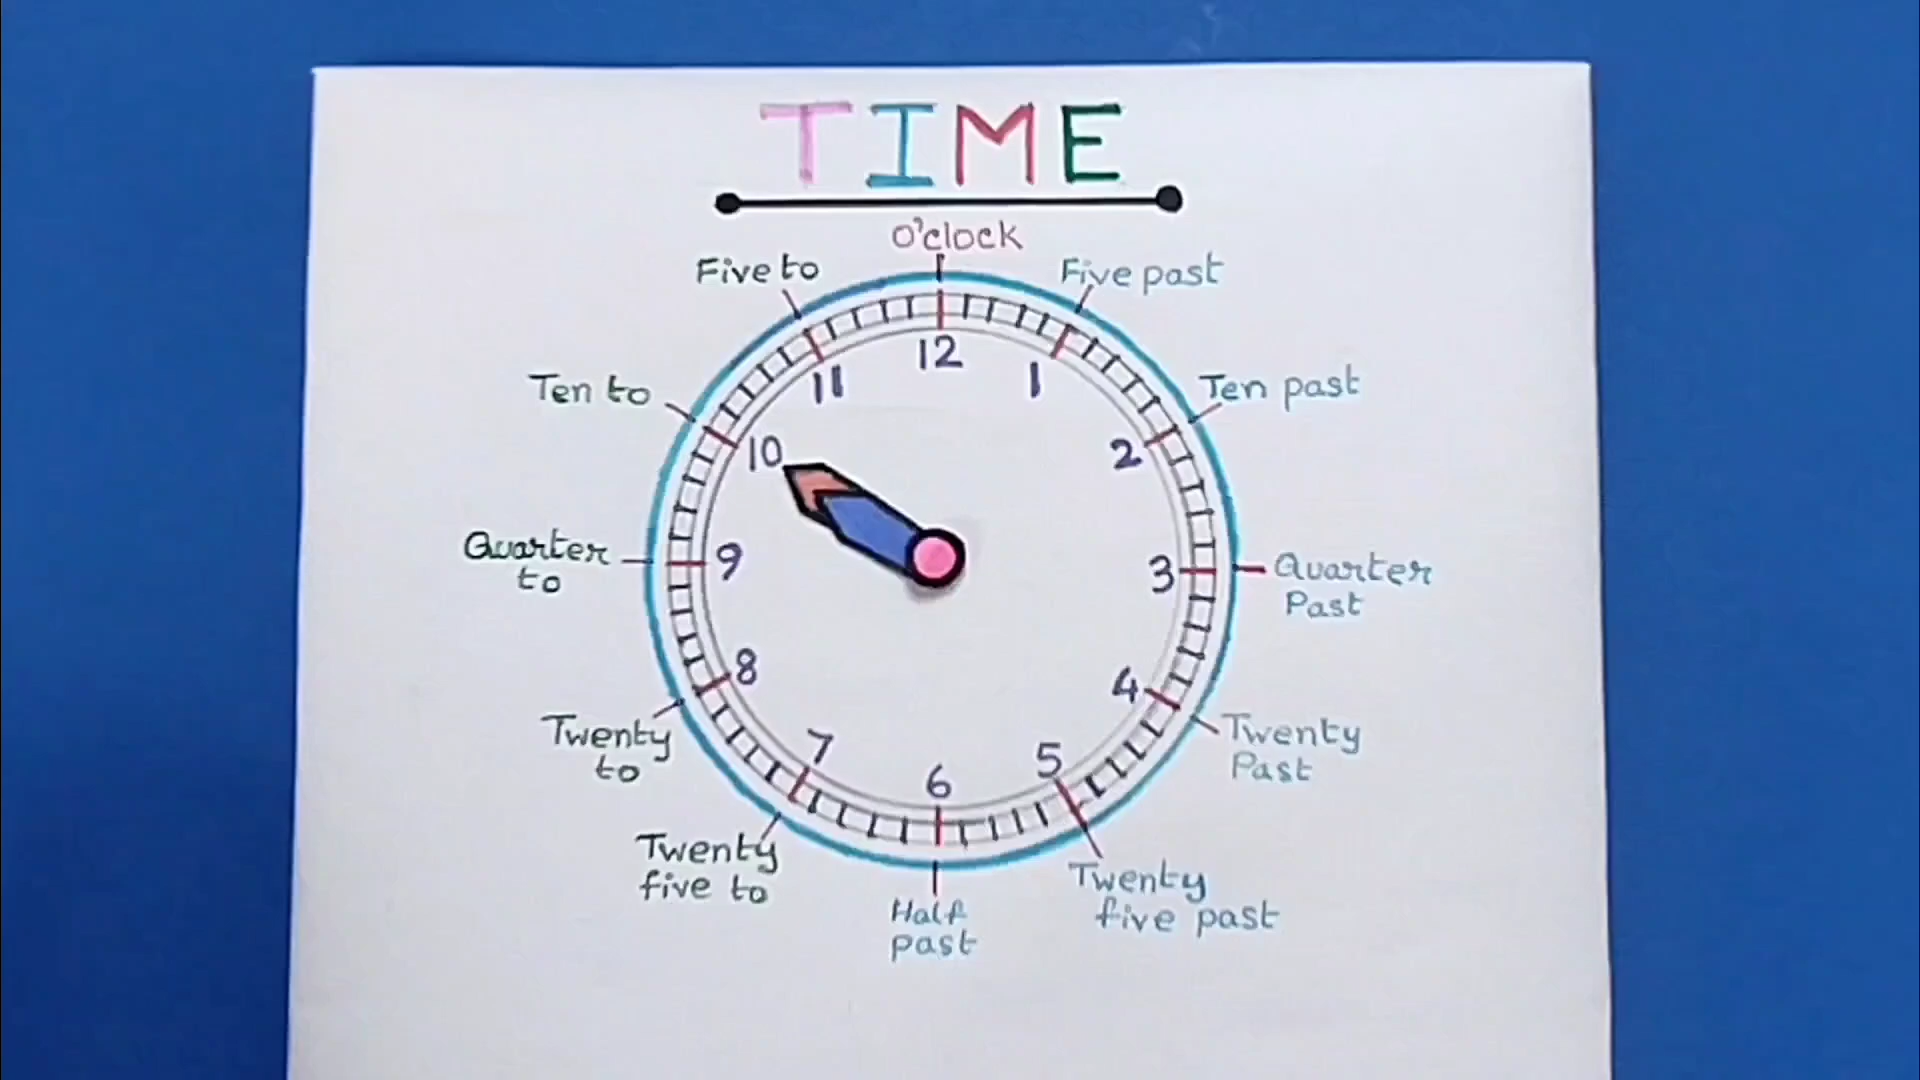 TIME
O'clock
Five to
Five past
12
11
1
Ten to
Ten past
10
2
Quarter
to
9
3
Quarter
Past
8
4
Twenty
to
Twenty
Past
7
5
6
Twenty
five to
Twenty
five past
Half
past